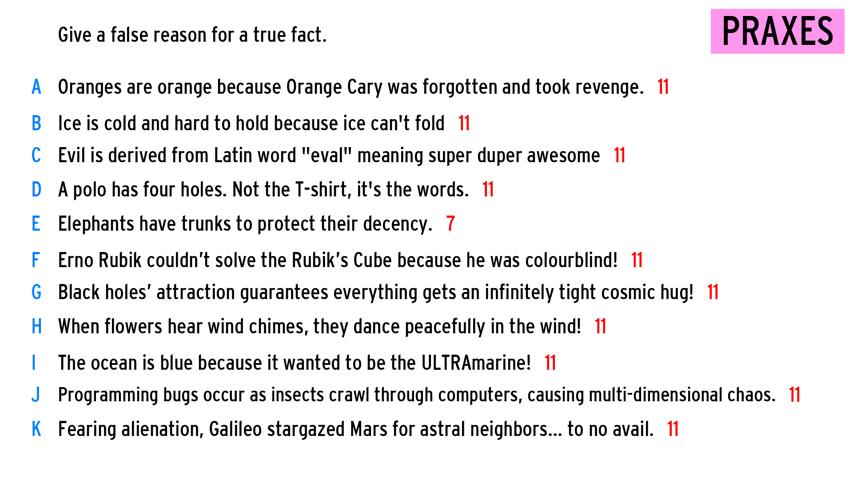 Give a false reason for a true fact.
PRAXES
A Oranges are orange because Orange Cary was forgotten and took revenge. 11
B Ice is cold and hard to hold because ice can't fold 11
C Evil is derived from Latin word "eval" meaning super duper awesome 11
D A polo has four holes. Not the T-shirt, it's the words. 11
E Elephants have trunks to protect their decency. 7
F Erno Rubik couldn’t solve the Rubik’s Cube because he was colourblind! 11
G Black holes’ attraction guarantees everything gets an infinitely tight cosmic hug! 11
H When flowers hear wind chimes, they dance peacefully in the wind! 11
I The ocean is blue because it wanted to be the ULTRAmarine! 11
J Programming bugs occur as insects crawl through computers, causing multi-dimensional chaos. 11
K Fearing alienation, Galileo stargazed Mars for astral neighbors... to no avail. 11